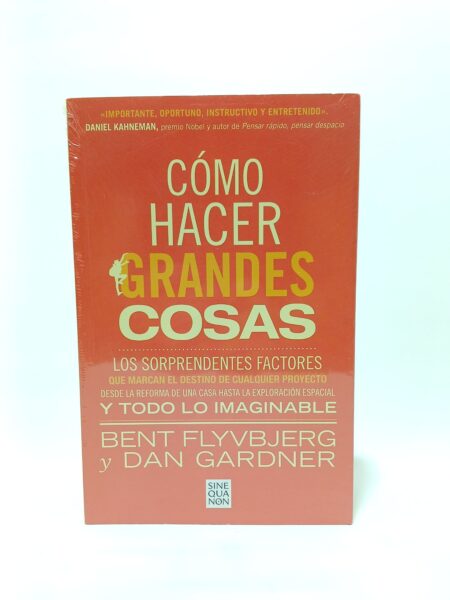 «IMPORTANTE, OPORTUNO, INSTRUCTIVO Y ENTRETENIDO».
DANIEL KAHNEMAN, premio Nobel y autor de Pensar rápido, pensar despacio
CÓMO
HACER
GRANDES
COSAS
LOS SORPRENDENTES FACTORES
QUE MARCAN EL DESTINO DE CUALQUIER PROYECTO
DESDE LA REFORMA DE UNA CASA HASTA LA EXPLORACIÓN ESPACIAL
Y TODO LO IMAGINABLE
BENT FLYVBJERG
y DAN GARDNER
SINE
QUA
NON